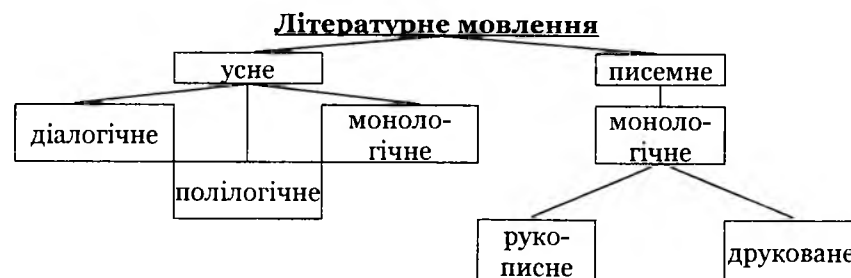 Літературне мовлення
усне
писемне
діалогічне
моноло-
гічне
полілогічне
моноло-
гічне
руко-
писне
друковане